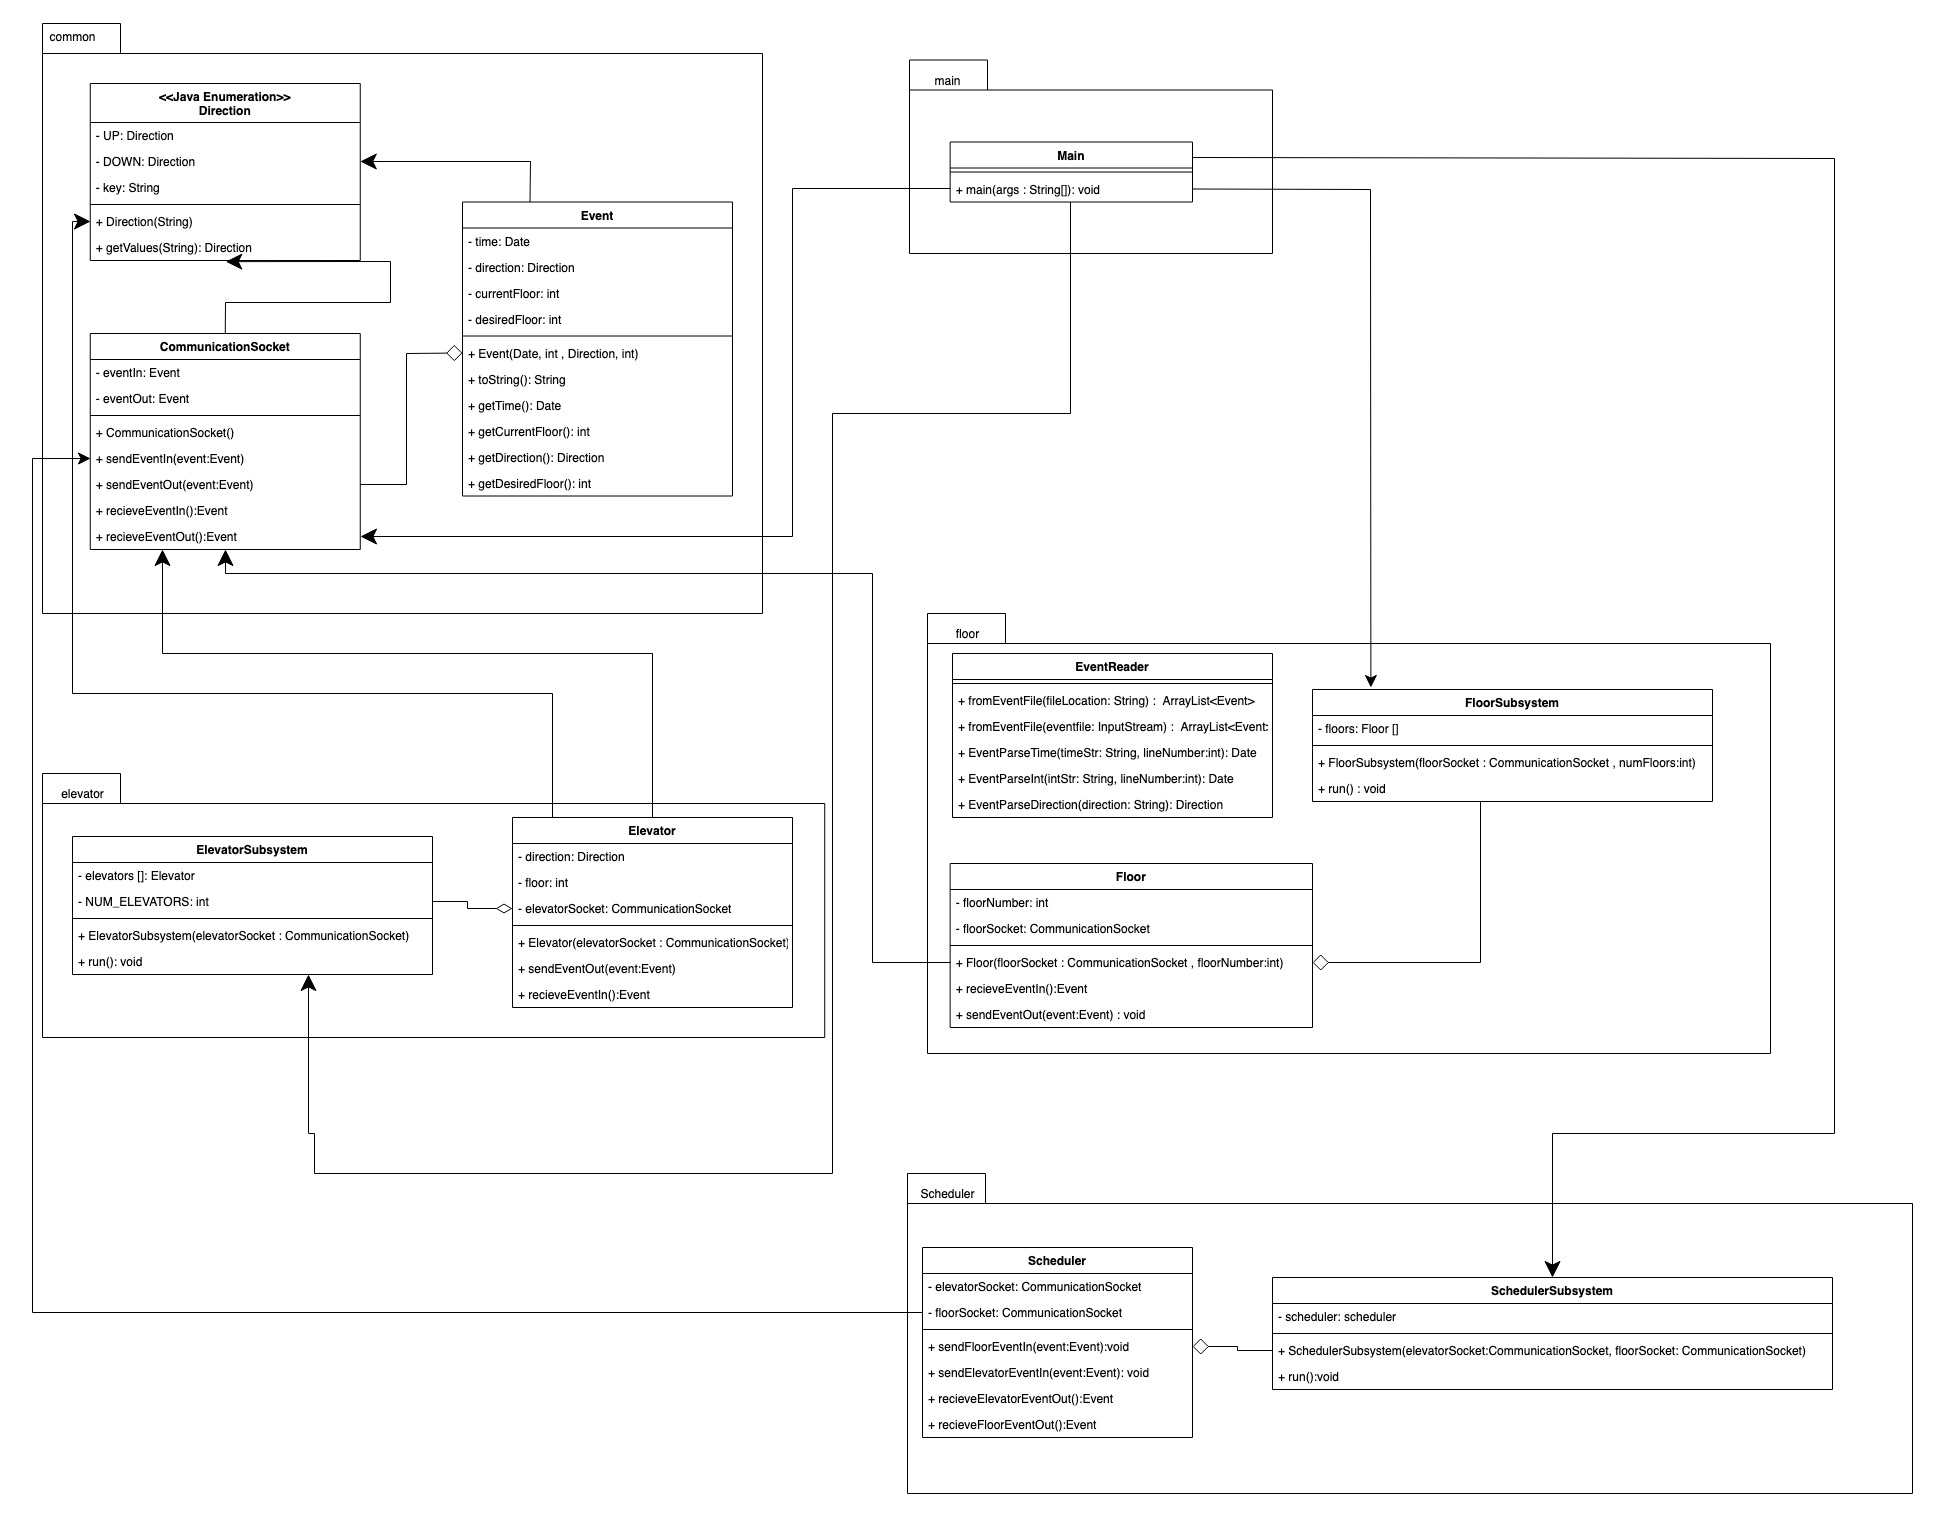 common
<<Java Enumeration>>
Direction
- UP: Direction
- DOWN: Direction
- key: String
+ Direction(String)
+ getValues(String): Direction
Event
- time: Date
- direction: Direction
- currentFloor: int
- desiredFloor: int
+ Event(Date, int , Direction, int)
+ toString(): String
+ getTime(): Date
+ getCurrentFloor(): int
+ getDirection(): Direction
+ getDesiredFloor(): int
CommunicationSocket
- eventIn: Event
- eventOut: Event
+ CommunicationSocket()
+ sendEventIn(event:Event)
+ sendEventOut(event:Event)
+ recieveEventIn():Event
+ recieveEventOut():Event
main
Main
+ main(args : String[]): void
floor
EventReader
+ fromEventFile(fileLocation: String) :  ArrayList<Event>
+ fromEventFile(eventfile: InputStream) :  ArrayList<Event:
+ EventParseTime(timeStr: String, lineNumber:int): Date
+ EventParseInt(intStr: String, lineNumber:int): Date
+ EventParseDirection(direction: String): Direction
FloorSubsystem
- floors: Floor []
+ FloorSubsystem(floorSocket : CommunicationSocket , numFloors:int)
+ run() : void
Floor
- floorNumber: int
- floorSocket: CommunicationSocket
+ Floor(floorSocket : CommunicationSocket , floorNumber:int)
+ recieveEventIn():Event
+ sendEventOut(event:Event) : void
elevator
ElevatorSubsystem
- elevators []: Elevator
- NUM_ELEVATORS: int
+ ElevatorSubsystem(elevatorSocket : CommunicationSocket)
+ run(): void
Elevator
- direction: Direction
- floor: int
- elevatorSocket: CommunicationSocket
+ Elevator(elevatorSocket : CommunicationSocket)
+ sendEventOut(event:Event)
+ recieveEventIn():Event
Scheduler
Scheduler
- elevatorSocket: CommunicationSocket
- floorSocket: CommunicationSocket
+ sendFloorEventIn(event:Event):void
+ sendElevatorEventIn(event:Event): void
+ recieveElevatorEventOut():Event
+ recieveFloorEventOut():Event
SchedulerSubsystem
- scheduler: scheduler
+ SchedulerSubsystem(elevatorSocket:CommunicationSocket, floorSocket: CommunicationSocket)
+ run():void